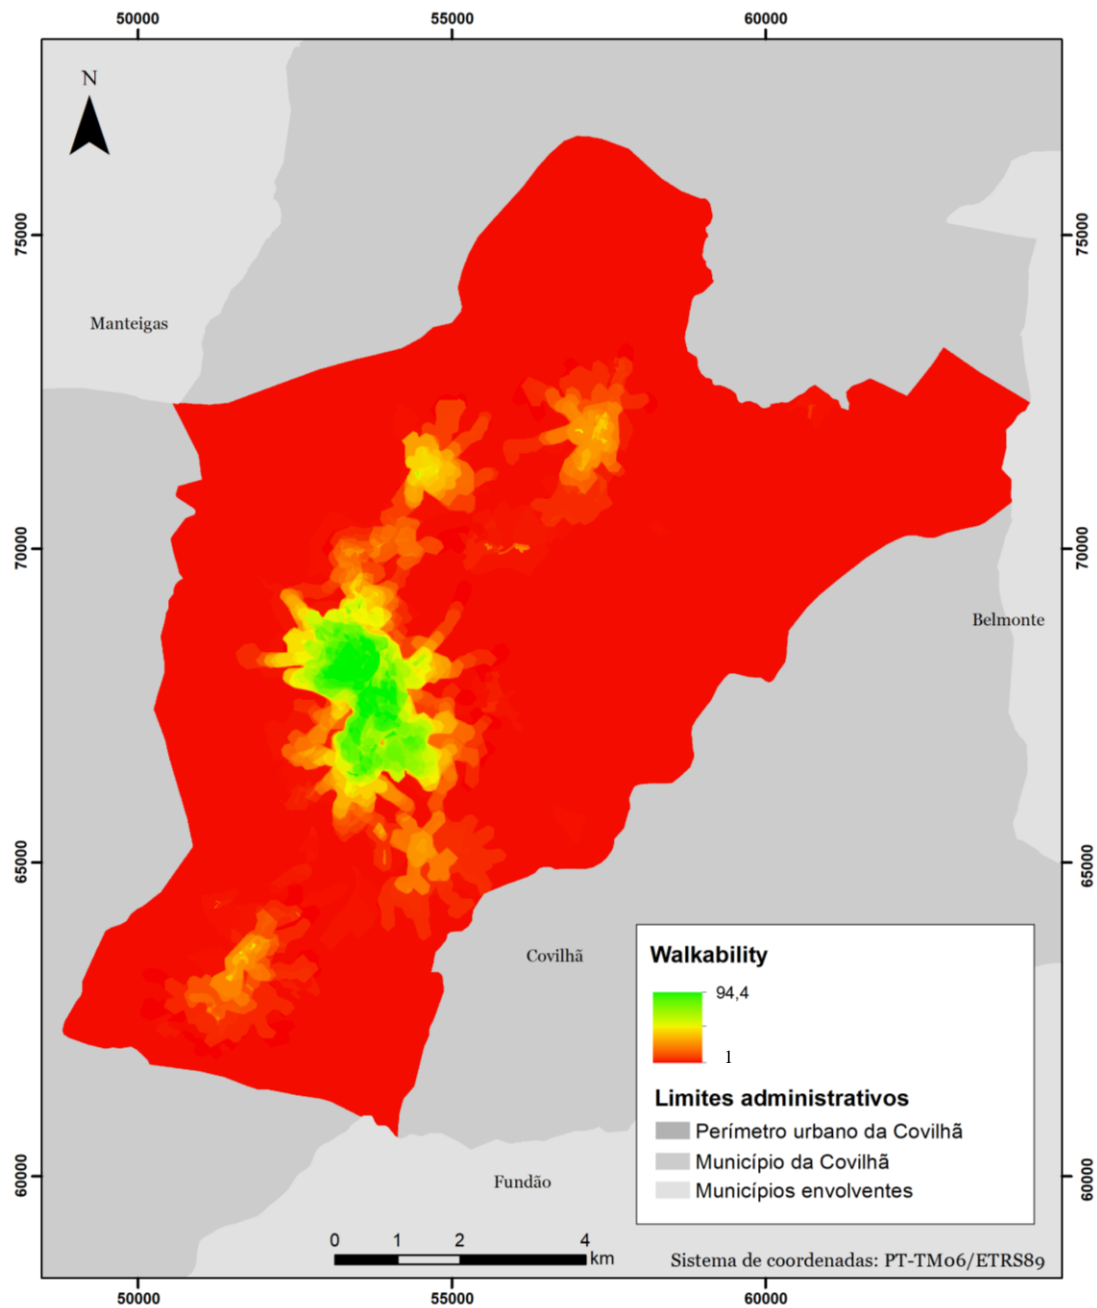 50000 55000 60000
N
75000 75000
Manteigas
70000 70000
Belmonte
65000 65000
Covilhã
Walkability
94,4
1
Limites administrativos
Perímetro urbano da Covilhã
Município da Covilhã
Municípios envolventes
60000 60000
Fundão
0 1 2 4
km
Sistema de coordenadas: PT-TM06/ETRS89
50000 55000 60000